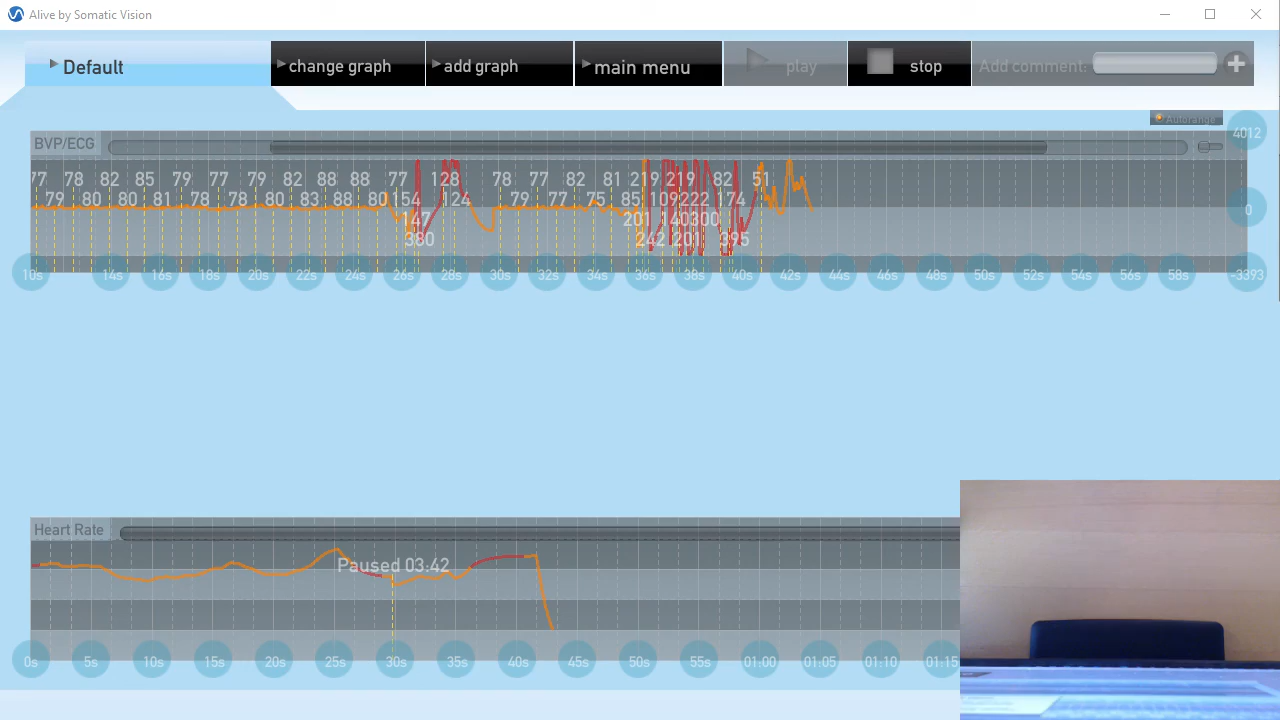 Alive by Somatic Vision
Default
change graph
add graph
main menu
play
stop
Add comment:
Autorange
BVP/ECG
4012
77 78 82 85 79 77 79 82 88 88 77 128 78 77 82 81 219 219 82 51
79 80 80 81 78 78 80 83 88 80 154 124 79 77 75 85 109 222 174
147 201 140 300
380 242 201 395
0
-3393
10s 14s 16s 18s 20s 22s 24s 26s 28s 30s 32s 34s 36s 38s 40s 42s 44s 46s 48s 50s 52s 54s 56s 58s
Heart Rate
Paused 03:42
0s 5s 10s 15s 20s 25s 30s 35s 40s 45s 50s 55s 01:00 01:05 01:10 01:15